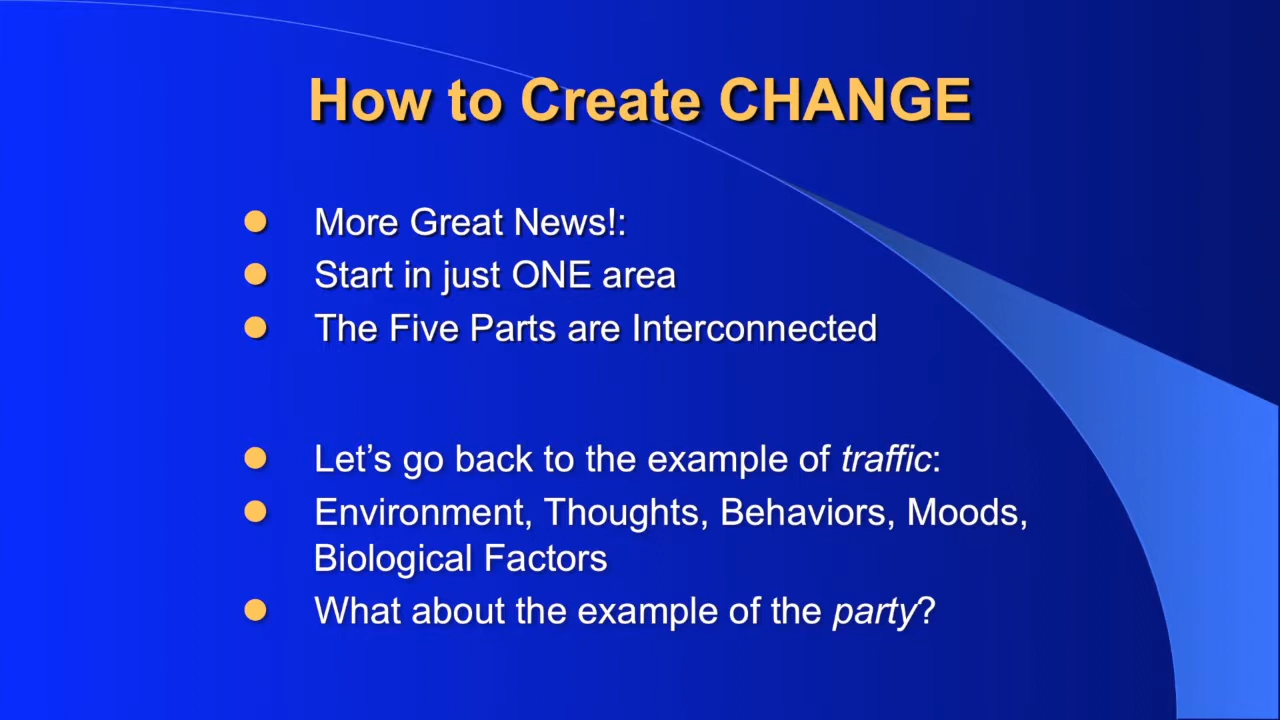 How to Create CHANGE
More Great News!:
Start in just ONE area
The Five Parts are Interconnected
Let’s go back to the example of traffic:
Environment, Thoughts, Behaviors, Moods,
Biological Factors
What about the example of the party?